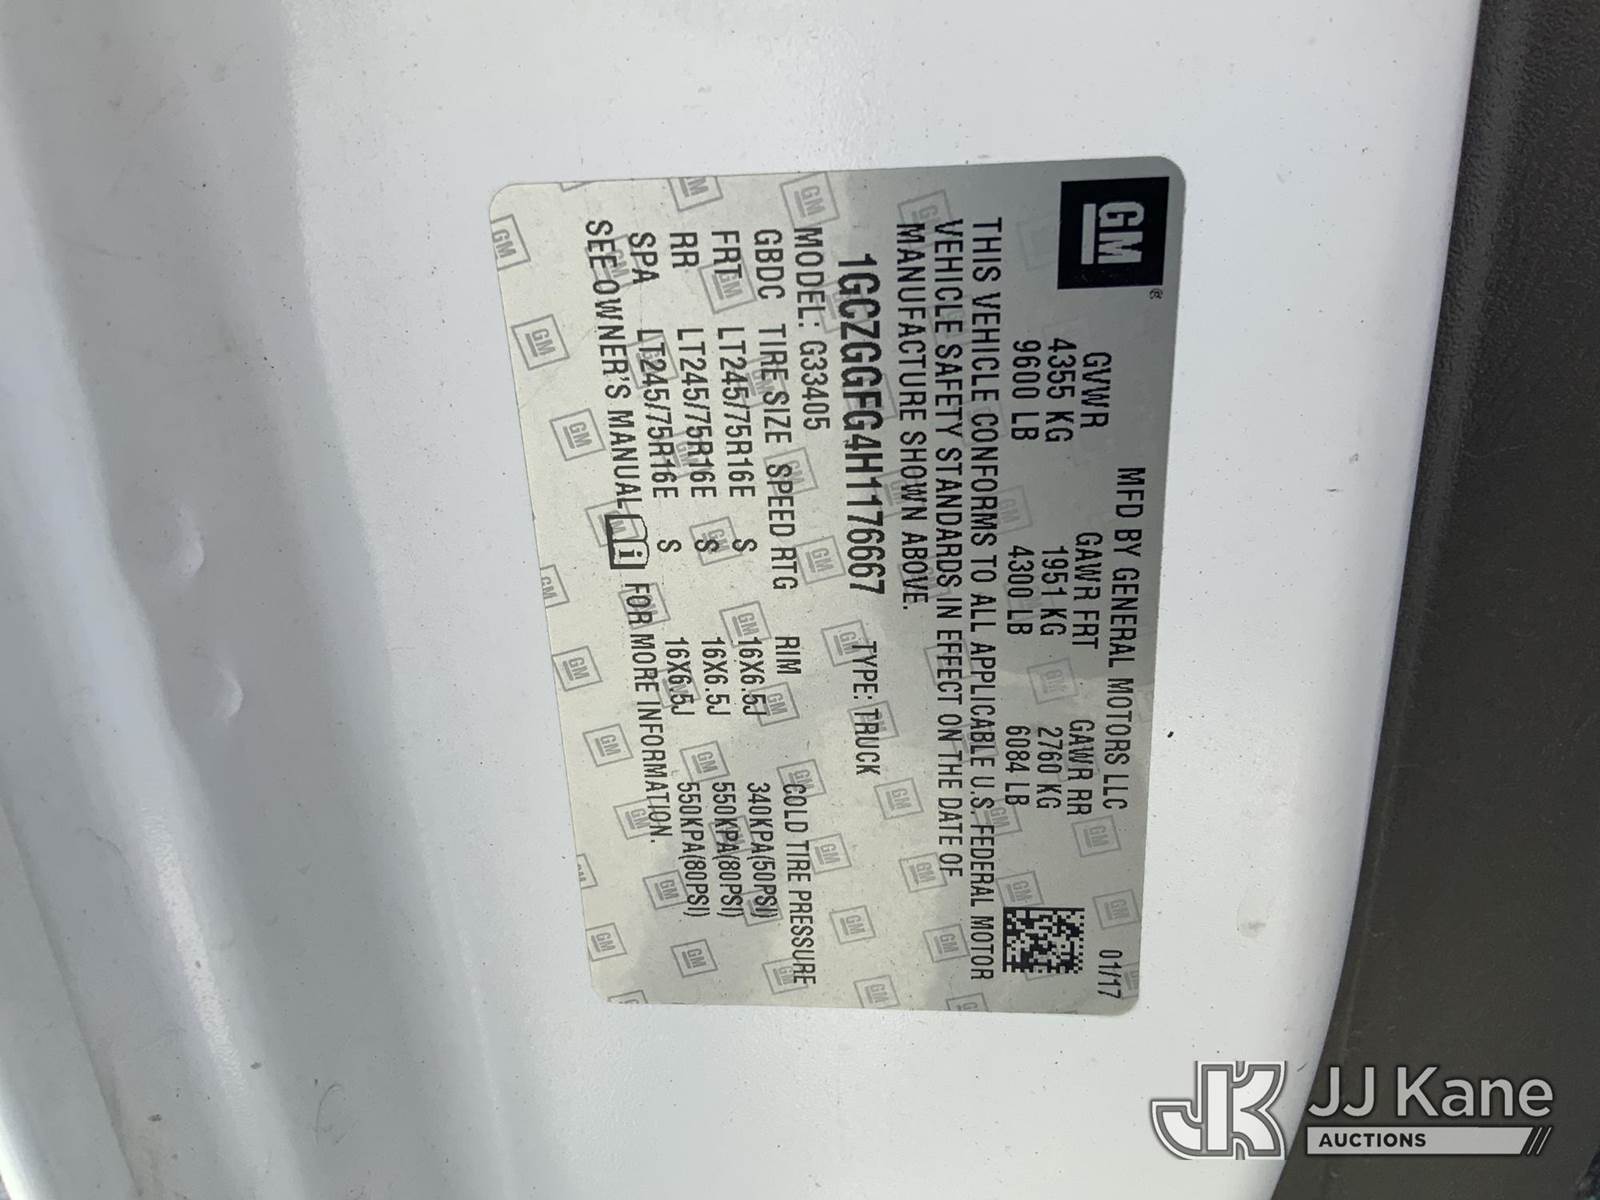 GM®
MFD BY GENERAL MOTORS LLC 01/17
GVWR GAWR FRT GAWR RR
4355 KG 1951 KG 2760 KG
9600 LB 4300 LB 6084 LB
THIS VEHICLE CONFORMS TO ALL APPLICABLE U.S. FEDERAL MOTOR
VEHICLE SAFETY STANDARDS IN EFFECT ON THE DATE OF
MANUFACTURE SHOWN ABOVE.
1GCZGGFG4H1176667 TYPE: TRUCK
MODEL: G33405
GBDC TIRE SIZE SPEED RTG RIM COLD TIRE PRESSURE
FRT LT245/75R16E S 16X6.5J 340KPA(50PSI)
RR LT245/75R16E S 16X6.5J 550KPA(80PSI)
SPA LT245/75R16E S 16X6.5J 550KPA(80PSI)
SEE OWNER'S MANUAL i FOR MORE INFORMATION.
JK JJ Kane
AUCTIONS